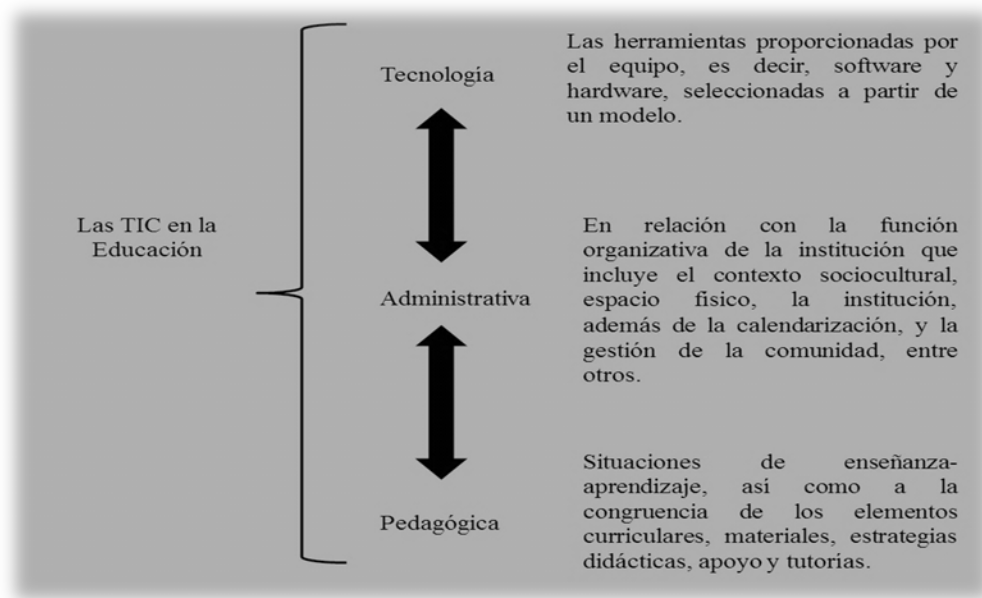 Tecnología
Las herramientas proporcionadas por
el equipo, es decir, software y
hardware, seleccionadas a partir de
un modelo.
Las TIC en la
Educación
Administrativa
En relación con la función
organizativa de la institución que
incluye el contexto sociocultural,
espacio físico, la institución,
además de la calendarización, y la
gestión de la comunidad, entre
otros.
Pedagógica
Situaciones de enseñanza-
aprendizaje, así como a la
congruencia de los elementos
curriculares, materiales, estrategias
didácticas, apoyo y tutorías.